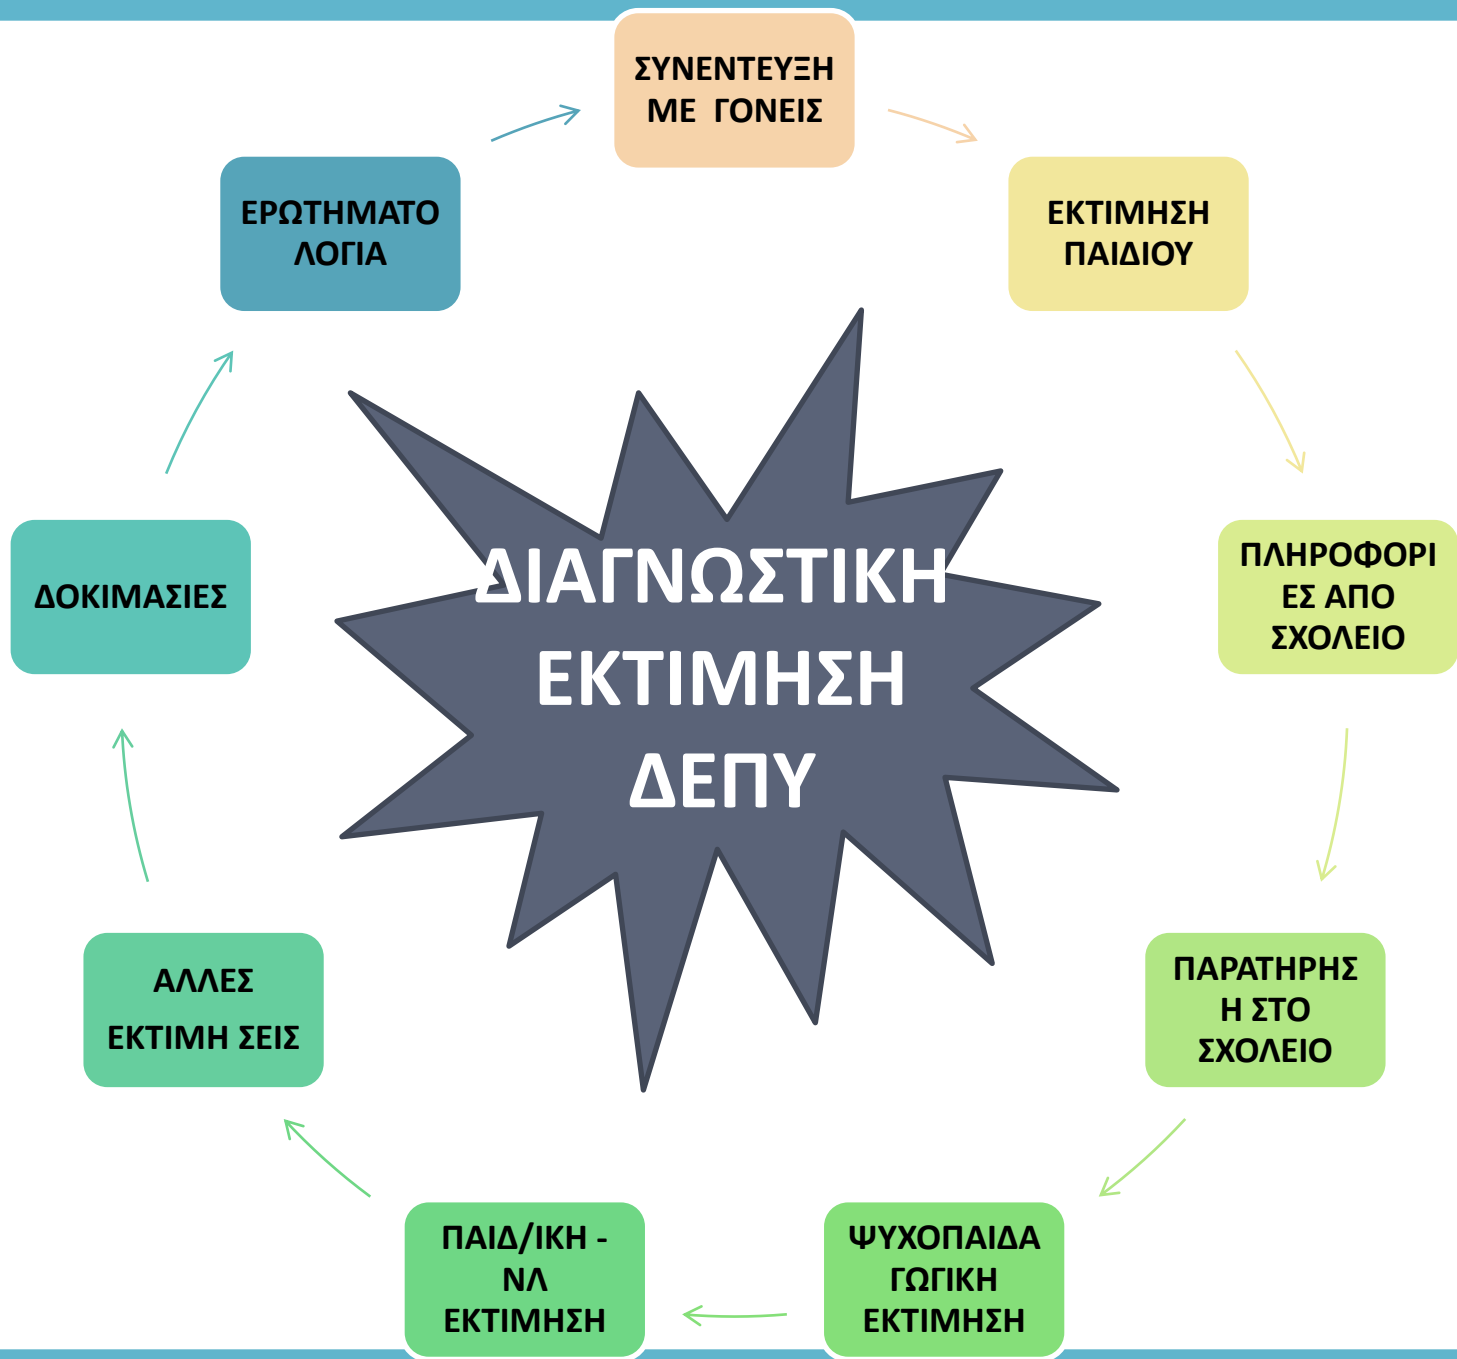 ΣΥΝΕΝΤΕΥΞΗ
ΜΕ ΓΟΝΕΙΣ
ΕΚΤΙΜΗΣΗ
ΠΑΙΔΙΟΥ
ΠΛΗΡΟΦΟΡΙ
ΕΣ ΑΠΟ
ΣΧΟΛΕΙΟ
ΠΑΡΑΤΗΡΗΣ
Η ΣΤΟ
ΣΧΟΛΕΙΟ
ΨΥΧΟΠΑΙΔΑ
ΓΩΓΙΚΗ
ΕΚΤΙΜΗΣΗ
ΠΑΙΔ/ΙΚΗ -
ΝΛ
ΕΚΤΙΜΗΣΗ
ΑΛΛΕΣ
ΕΚΤΙΜΗ ΣΕΙΣ
ΔΟΚΙΜΑΣΙΕΣ
ΕΡΩΤΗΜΑΤΟ
ΛΟΓΙΑ
ΔΙΑΓΝΩΣΤΙΚΗ
ΕΚΤΙΜΗΣΗ
ΔΕΠΥ